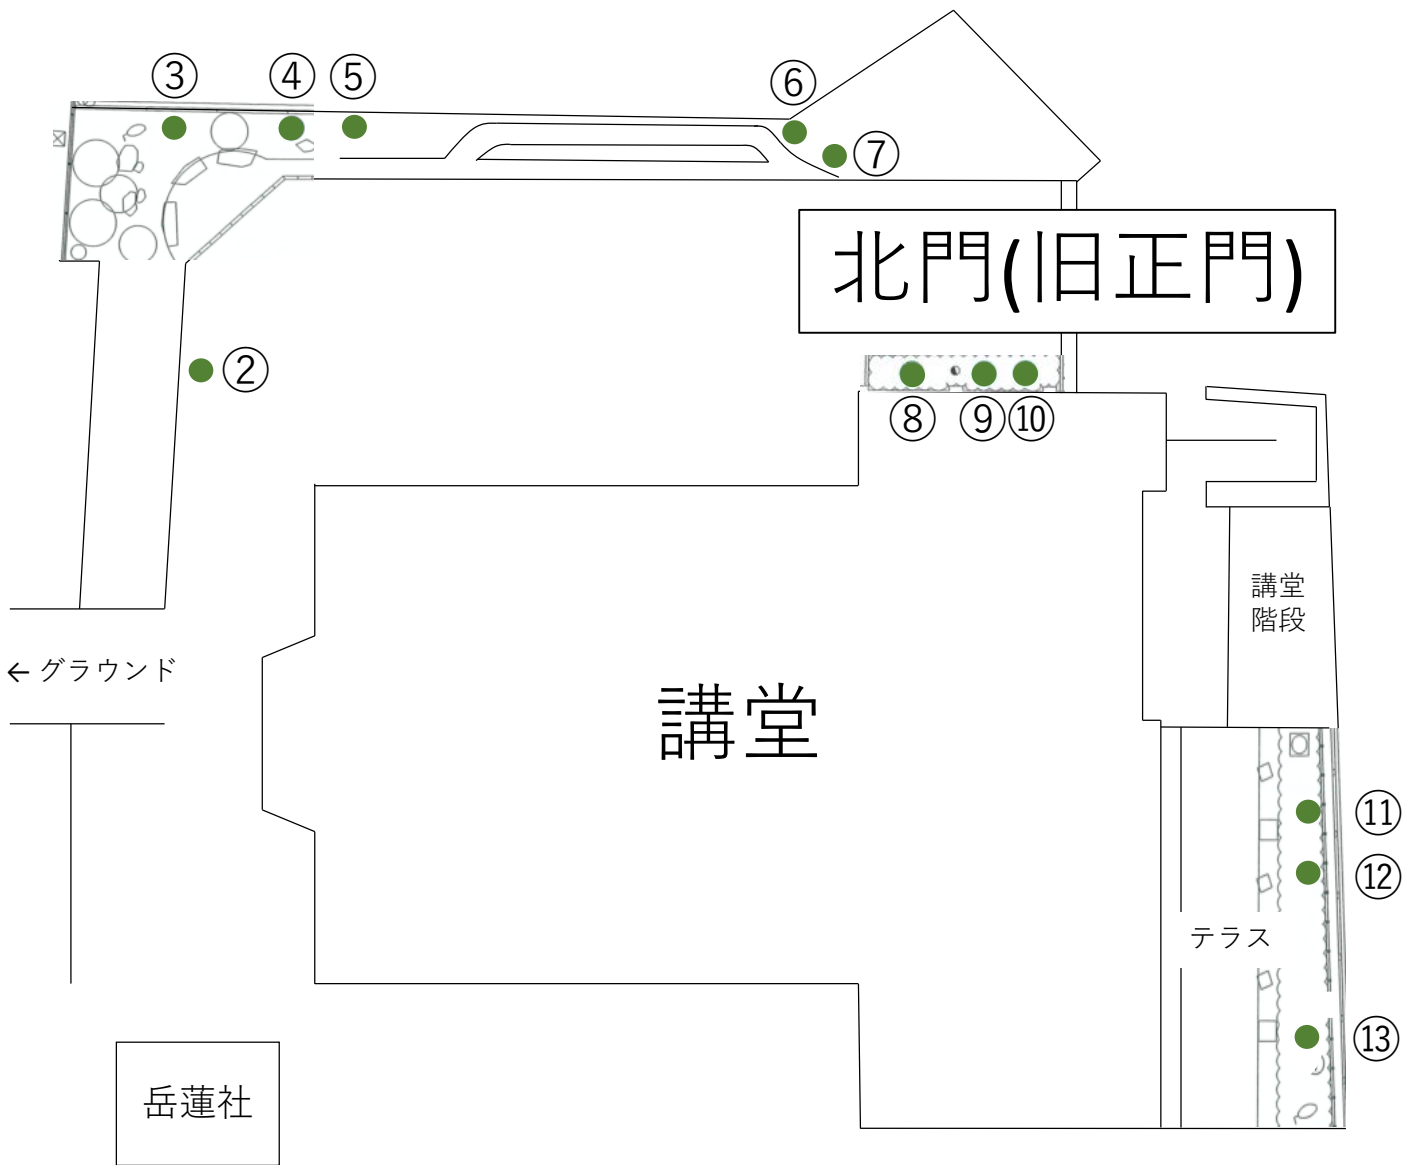 ③ ④ ⑤ ⑥
⑦
北門(旧正門)
②
⑧ ⑨ ⑩
講堂
階段
←グラウンド
講堂
⑪
⑫
テラス
⑬
岳蓮社